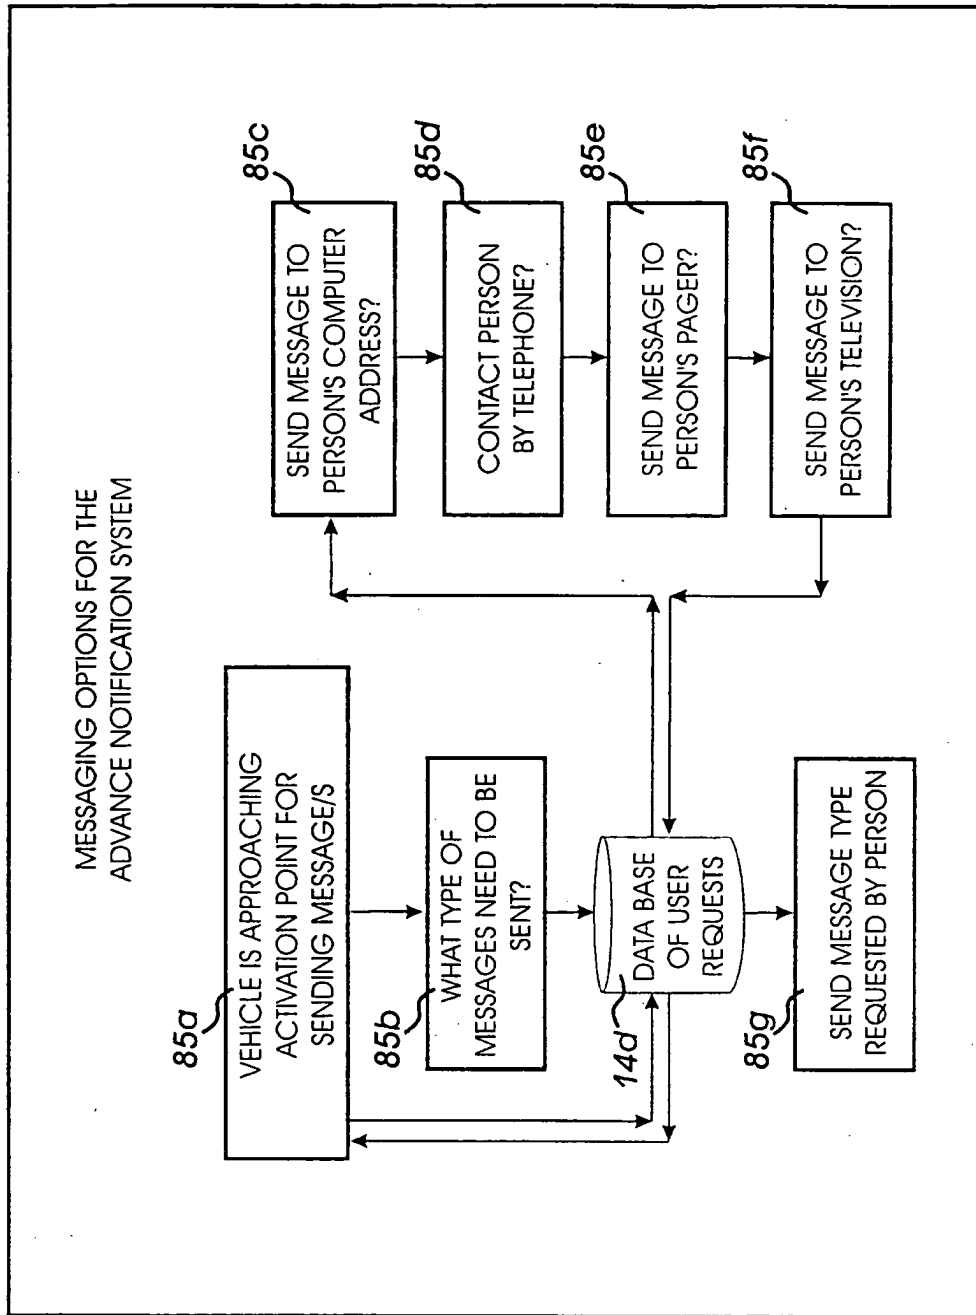 MESSAGING OPTIONS FOR THE
ADVANCE NOTIFICATION SYSTEM
85a
VEHICLE IS APPROACHING
ACTIVATION POINT FOR
SENDING MESSAGE/S
85b
WHAT TYPE OF
MESSAGES NEED TO BE
SENT?
14d
DATA BASE
OF USER
REQUESTS
85g
SEND MESSAGE TYPE
REQUESTED BY PERSON
85c
SEND MESSAGE TO
PERSON'S COMPUTER
ADDRESS?
85d
CONTACT PERSON
BY TELEPHONE?
85e
SEND MESSAGE TO
PERSON'S PAGER?
85f
SEND MESSAGE TO
PERSON'S TELEVISION?